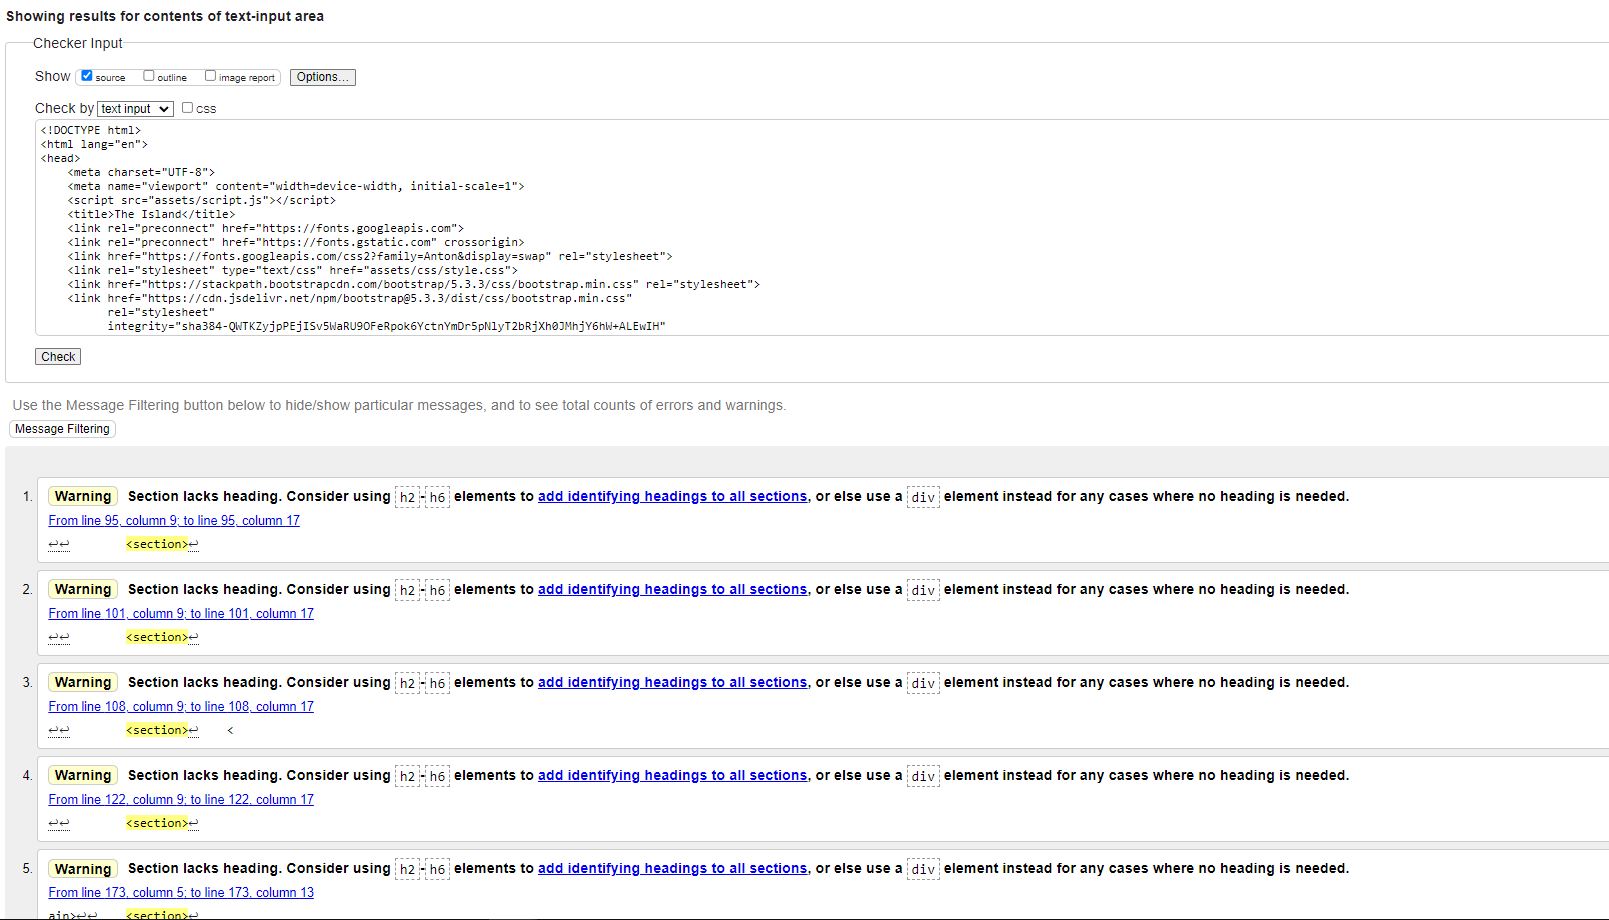 Showing results for contents of text-input area
Checker Input
Show source outline image report Options...
Check by text input css
<!DOCTYPE html>
<html lang="en">
<head>
    <meta charset="UTF-8">
    <meta name="viewport" content="width=device-width, initial-scale=1">
    <script src="assets/script.js"></script>
    <title>The Island</title>
    <link rel="preconnect" href="https://fonts.googleapis.com">
    <link rel="preconnect" href="https://fonts.gstatic.com" crossorigin>
    <link href="https://fonts.googleapis.com/css2?family=Anton&display=swap" rel="stylesheet">
    <link rel="stylesheet" type="text/css" href="assets/css/style.css">
    <link href="https://stackpath.bootstrapcdn.com/bootstrap/5.3.3/css/bootstrap.min.css" rel="stylesheet">
    <link href="https://cdn.jsdelivr.net/npm/bootstrap@5.3.3/dist/css/bootstrap.min.css"
          rel="stylesheet"
          integrity="sha384-QWTKZyjpPEjISv5WaRU9OFeRpok6YctnYmDr5pNlyT2bRjXh0JMhjY6hW+ALEwIH"
Check
Use the Message Filtering button below to hide/show particular messages, and to see total counts of errors and warnings.
Message Filtering
1. Warning Section lacks heading. Consider using h2-h6 elements to add identifying headings to all sections, or else use a div element instead for any cases where no heading is needed.
From line 95, column 9; to line 95, column 17
↩↩ <section>↩
2. Warning Section lacks heading. Consider using h2-h6 elements to add identifying headings to all sections, or else use a div element instead for any cases where no heading is needed.
From line 101, column 9; to line 101, column 17
↩↩ <section>↩
3. Warning Section lacks heading. Consider using h2-h6 elements to add identifying headings to all sections, or else use a div element instead for any cases where no heading is needed.
From line 108, column 9; to line 108, column 17
↩↩ <section>↩ <
4. Warning Section lacks heading. Consider using h2-h6 elements to add identifying headings to all sections, or else use a div element instead for any cases where no heading is needed.
From line 122, column 9; to line 122, column 17
↩↩ <section>↩
5. Warning Section lacks heading. Consider using h2-h6 elements to add identifying headings to all sections, or else use a div element instead for any cases where no heading is needed.
From line 173, column 5; to line 173, column 13
ain>↩↩ <section>↩